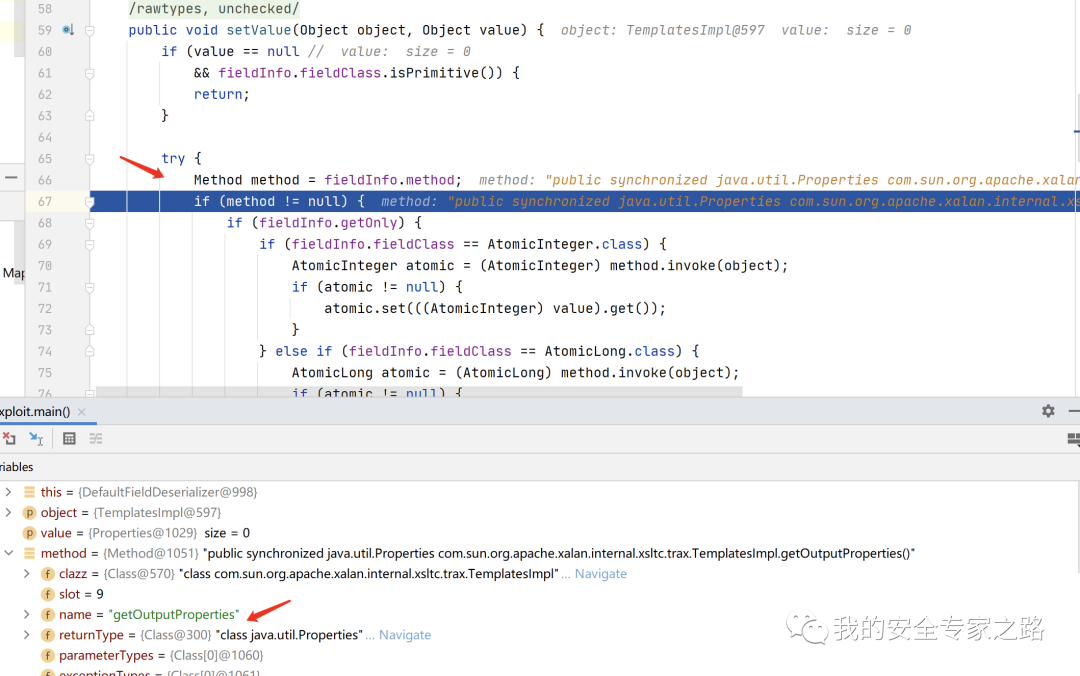 58 /rawtypes, unchecked/
59 public void setValue(Object object, Object value) { object: TemplatesImpl@597 value: size = 0
60 if (value == null // value: size = 0
61 && fieldInfo.fieldClass.isPrimitive()) {
62 return;
63 }
64
65 try {
66 Method method = fieldInfo.method; method: "public synchronized java.util.Properties com.sun.org.apache.xalan
67 if (method != null) { method: "public synchronized java.util.Properties com.sun.org.apache.xalan.internal.xs
68 if (fieldInfo.getOnly) {
69 if (fieldInfo.fieldClass == AtomicInteger.class) {
70 AtomicInteger atomic = (AtomicInteger) method.invoke(object);
71 if (atomic != null) {
72 atomic.set(((AtomicInteger) value).get());
73 }
74 } else if (fieldInfo.fieldClass == AtomicLong.class) {
75 AtomicLong atomic = (AtomicLong) method.invoke(object);
76 if (atomic != null) {
Map
xploit.main()
riables
this = {DefaultFieldDeserializer@998}
object = {TemplatesImpl@597}
value = {Properties@1029} size = 0
method = {Method@1051} "public synchronized java.util.Properties com.sun.org.apache.xalan.internal.xsltc.trax.TemplatesImpl.getOutputProperties()"
clazz = {Class@570} "class com.sun.org.apache.xalan.internal.xsltc.trax.TemplatesImpl" ... Navigate
slot = 9
name = "getOutputProperties"
returnType = {Class@300} "class java.util.Properties" ... Navigate
parameterTypes = {Class[0]@1060}
exceptionTypes = {Class[0]@1061}
我的安全专家之路